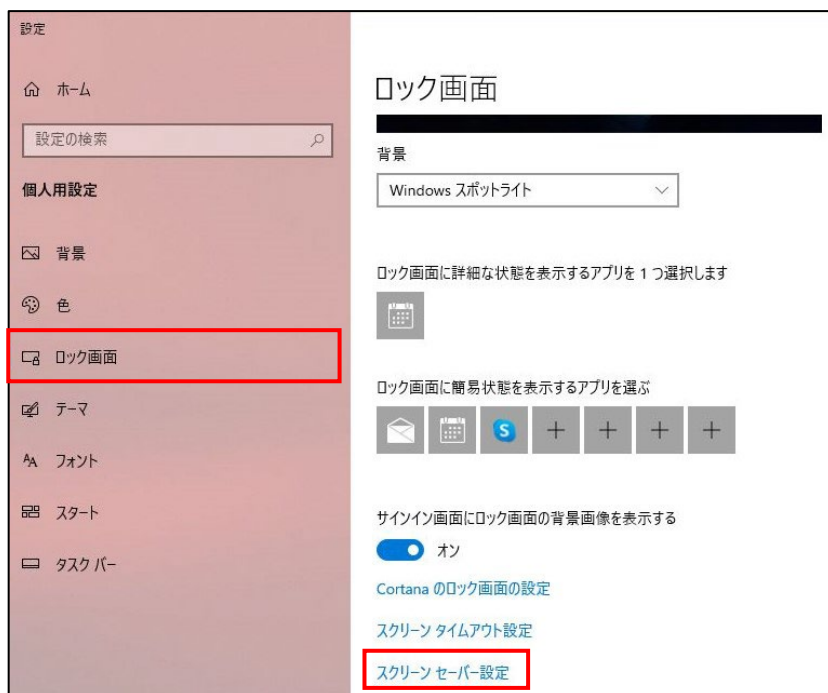 設定
ホーム
設定の検索
個人用設定
背景
色
ロック画面
テーマ
フォント
スタート
タスク バー
ロック画面
背景
Windows スポットライト
ロック画面に詳細な状態を表示するアプリを 1 つ選択します
ロック画面に簡易状態を表示するアプリを選ぶ
サインイン画面にロック画面の背景画像を表示する
オン
Cortana のロック画面の設定
スクリーン タイムアウト設定
スクリーン セーバー設定